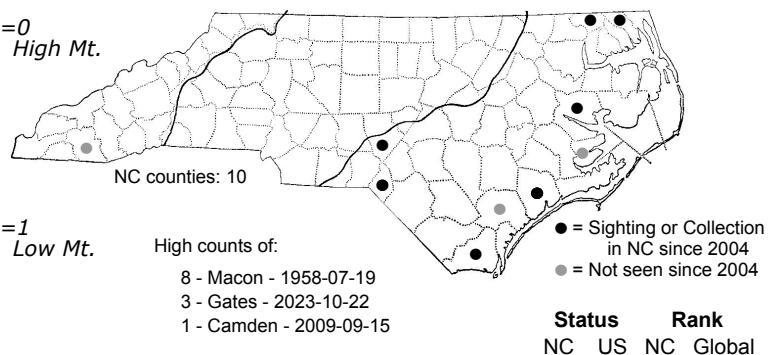 =0
High Mt.
NC counties: 10
=1
Low Mt.
High counts of:
8 - Macon - 1958-07-19
3 - Gates - 2023-10-22
1 - Camden - 2009-09-15
● = Sighting or Collection
in NC since 2004
● = Not seen since 2004
Status Rank
NC US NC Global